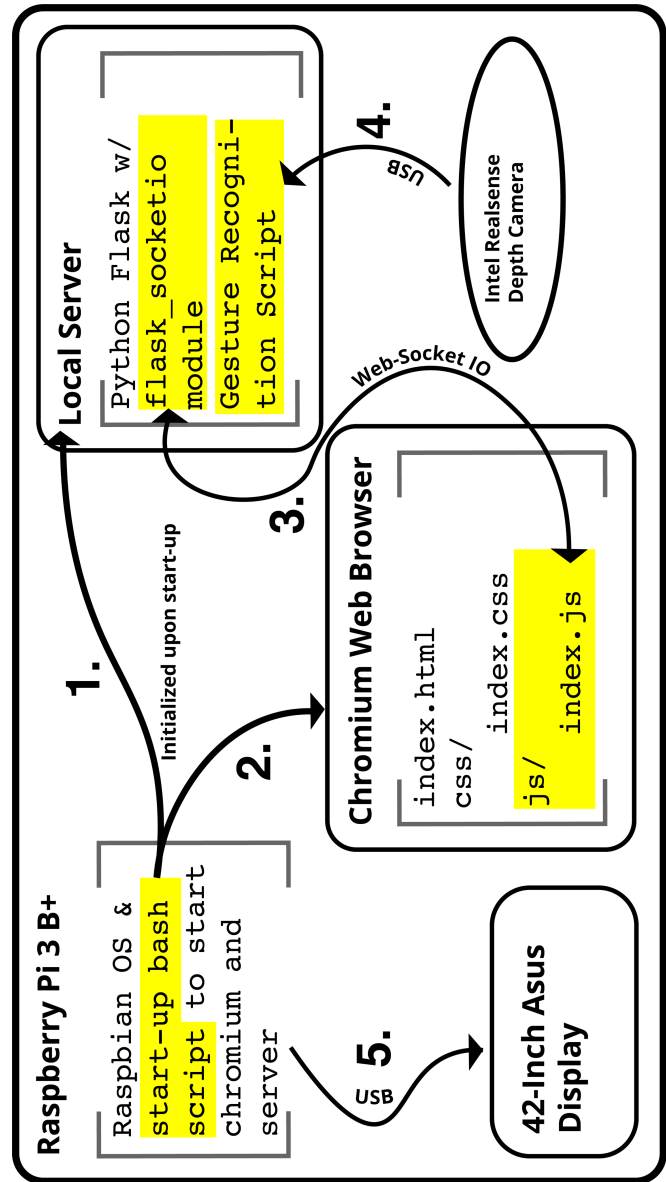 Raspberry Pi 3 B+
Raspbian OS &
start-up bash
script to start
chromium and
server
1.
Initialized upon start-up
2.
Local Server
Python Flask w/
flask_socketio
module
Gesture Recogni-
tion Script
3.
Web-Socket IO
4.
USB
Intel Realsense
Depth Camera
Chromium Web Browser
index.html
css/
index.css
js/
index.js
5.
USB
42-Inch Asus
Display